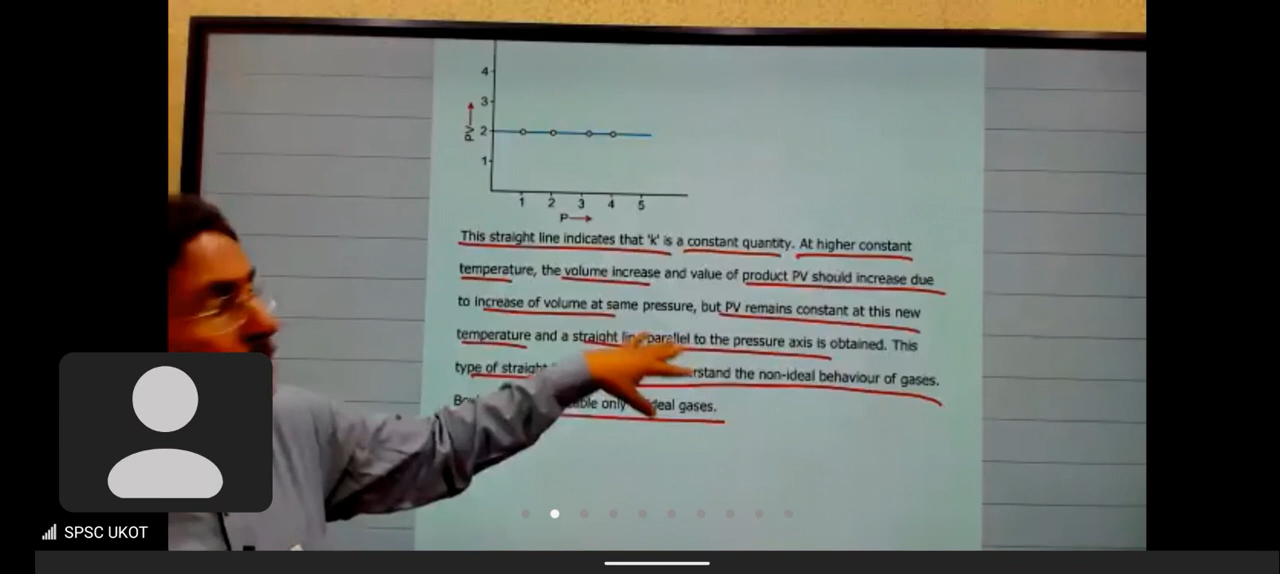 4
3
PV
2
1
1 2 3 4 5
P
This straight line indicates that 'k' is a constant quantity. At higher constant
temperature, the volume increase and value of product PV should increase due
to increase of volume at same pressure, but PV remains constant at this new
temperature and a straight parallel to the pressure axis is obtained. This
type of straight the non-ideal behaviour of gases.
only gases.
SPSC UKOT